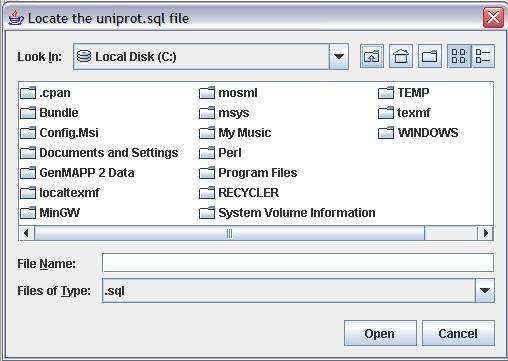 Locate the uniprot.sql file
Look In: Local Disk (C:)
.cpan
Bundle
Config.Msi
Documents and Settings
GenMAPP 2 Data
localtexmf
MinGW
mosml
msys
My Music
Perl
Program Files
RECYCLER
System Volume Information
TEMP
texmf
WINDOWS
File Name:
Files of Type: .sql
Open Cancel